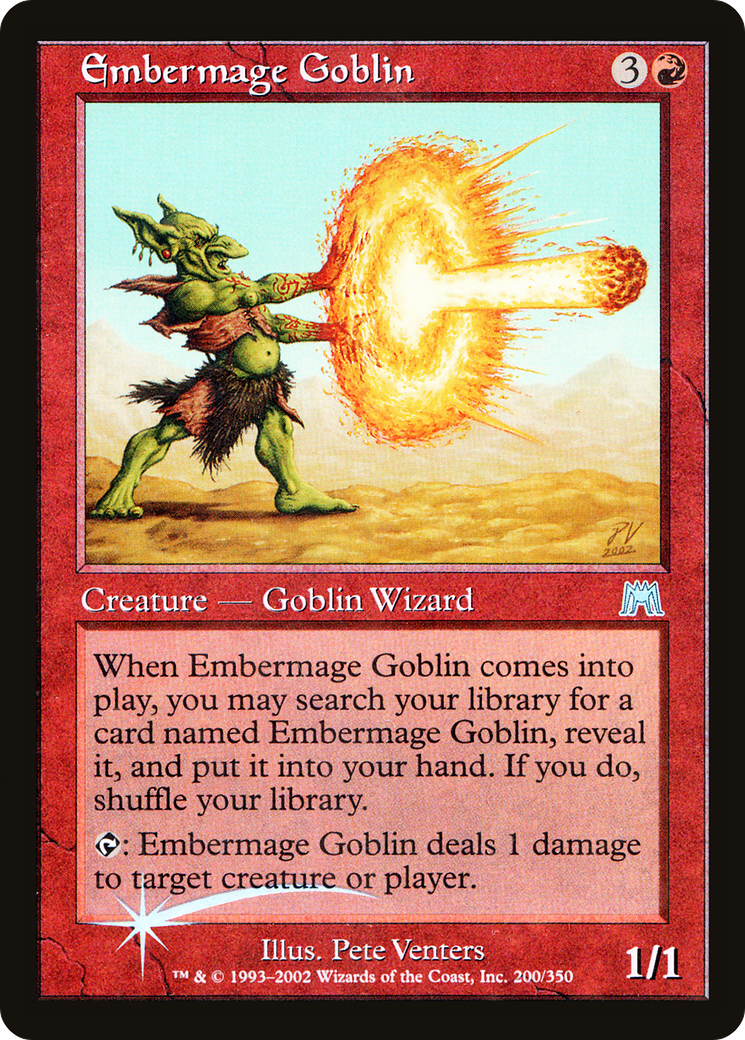 Embermage Goblin 3
PV
2002
Creature — Goblin Wizard
When Embermage Goblin comes into
play, you may search your library for a
card named Embermage Goblin, reveal
it, and put it into your hand. If you do,
shuffle your library.
: Embermage Goblin deals 1 damage
to target creature or player.
Illus. Pete Venters
™ & © 1993–2002 Wizards of the Coast, Inc. 200/350
1/1